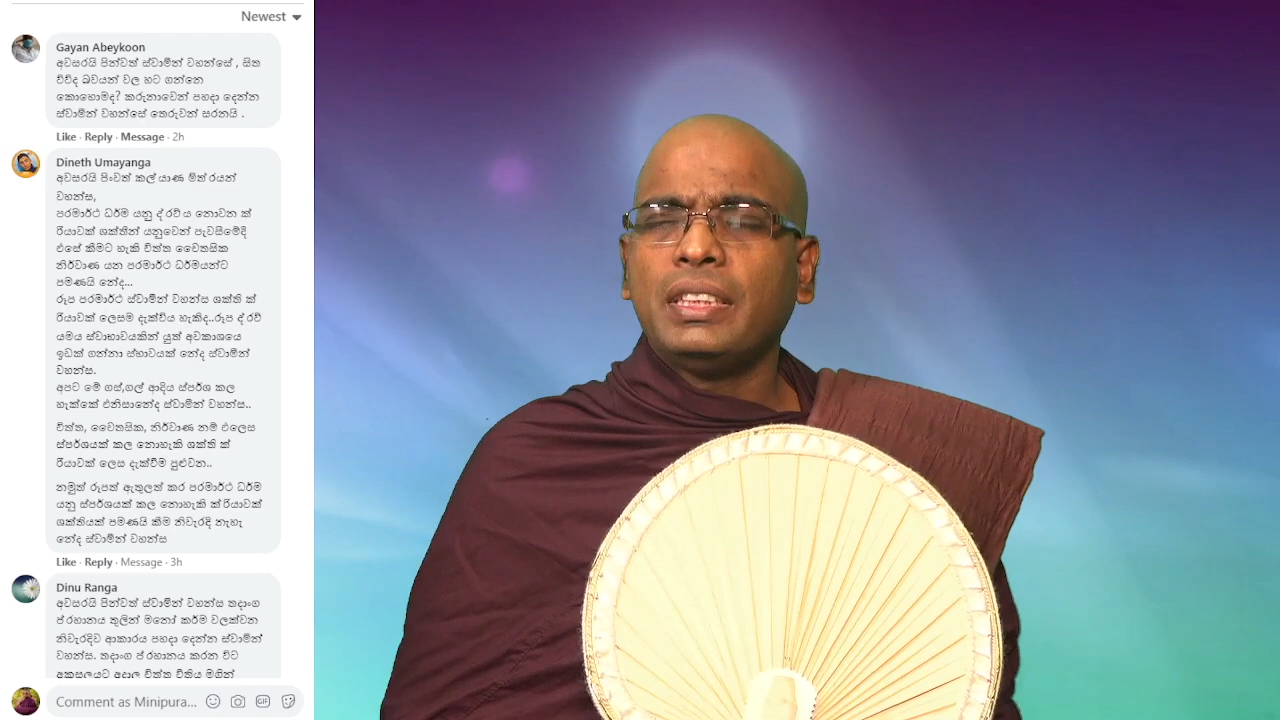 Newest
Gayan Abeykoon
අවසරයි පින්වත් ස්වාමීන් වහන්සේ , සිත
විවිද බවයන් වල හට ගන්නෙ
කොහොමද? කරුනාවෙන් පහදා දෙන්න
ස්වාමීන් වහන්සේ තෙරුවන් සරනයි .
Like · Reply · Message · 2h
Dineth Umayanga
අවසරයි පිංවත් කල් යාණ මිත් රයන්
වහන්ස,
පරමාර්ථ ධර්ම යනු ද් රව් ය නොවන ක්
රියාවක් ශක්තින් යනුවෙන් පැවසීමේදී
එසේ කීමට හැකි චිත්ත චෛතසික
නිර්වාණ යන පරමාර්ථ ධර්මයන්ට
පමණයි නේද...
රූප පරමාර්ථ ස්වාමීන් වහන්ස ශක්ති ක්
රියාවක් ලෙසම දැක්විය හැකිද..රූප ද් රව්
යමය ස්වාභාවයකින් යුත් අවකාශයෙ
ඉඩක් ගන්නා ස්භාවයක් නේද ස්වාමීන්
වහන්ස.
අපට මේ ගස්,ගල් ආදිය ස්පර්ශ කල
හැක්කේ එනිසානේද ස්වාමීන් වහන්ස..
චිත්ත, චෛතසික, නිර්වාණ නම් එලෙස
ස්පර්ශයක් කල නොහැකි ශක්ති ක්
රියාවක් ලෙස දැක්වීම පුළුවන..
නමුත් රූපත් ඇතුලත් කර පරමාර්ථ ධර්ම
යනු ස්පර්ශයක් කල නොහැකි ක්රියාවක්
ශක්තියක් පමණයි කීම නිවැරදි නැහැ
නේද ස්වාමීන් වහන්ස
Like · Reply · Message · 3h
Dinu Ranga
අවසරයි පින්වත් ස්වාමීන් වහන්ස තදාංග
ප් රහානය තුලින් මනෝ කර්ම වලක්වන
නිවැරදිව ආකාරය පහදා දෙන්න ස්වාමීන්
වහන්ස. තදාංග ප් රහානය කරන විට
අකුසලයට අදාල චිත්ත විතිය මගින්
Comment as Minipura...
GIF